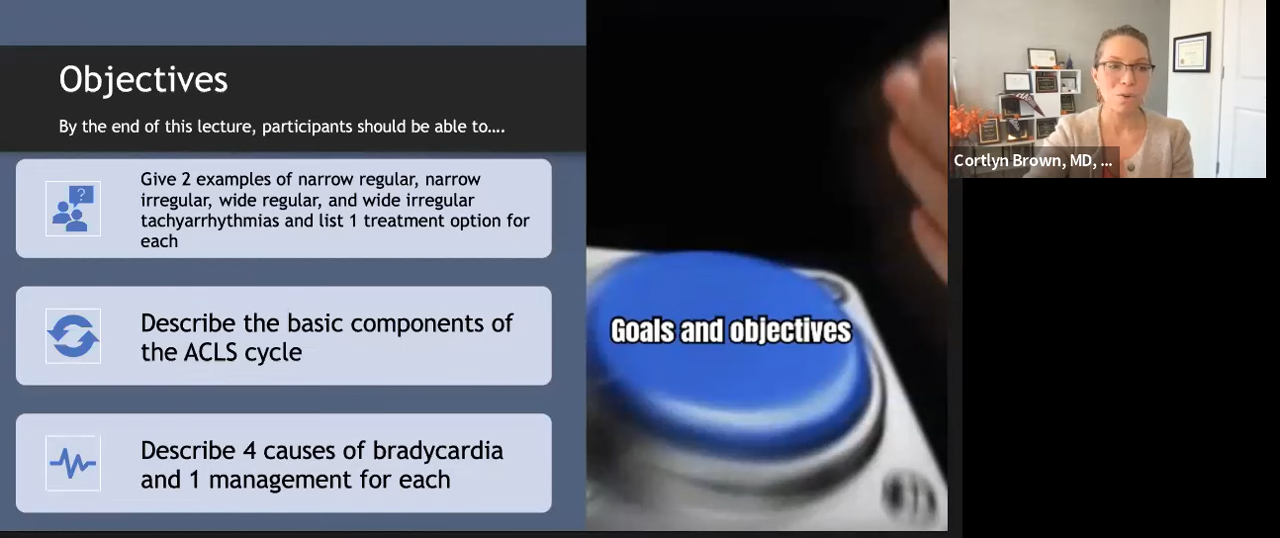 Objectives
By the end of this lecture, participants should be able to....
Give 2 examples of narrow regular, narrow
irregular, wide regular, and wide irregular
tachyarrhythmias and list 1 treatment option for
each
Describe the basic components of
the ACLS cycle
Describe 4 causes of bradycardia
and 1 management for each
Goals and objectives
Cortlyn Brown, MD, ...